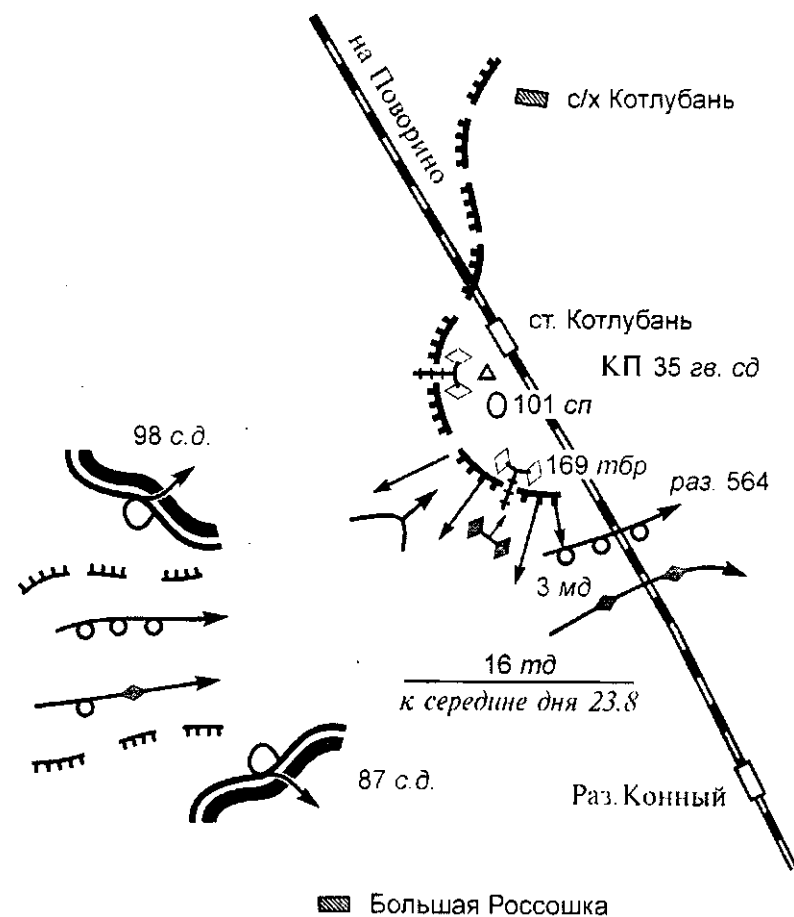 на Поворино
с/х Котлубань
ст. Котлубань
КП 35 гв. сд
101 сп
98 с.д.
169 тбр
раз. 564
3 мд
16 тд
к середине дня 23.8
87 с.д.
Раз. Конный
Большая Россошка